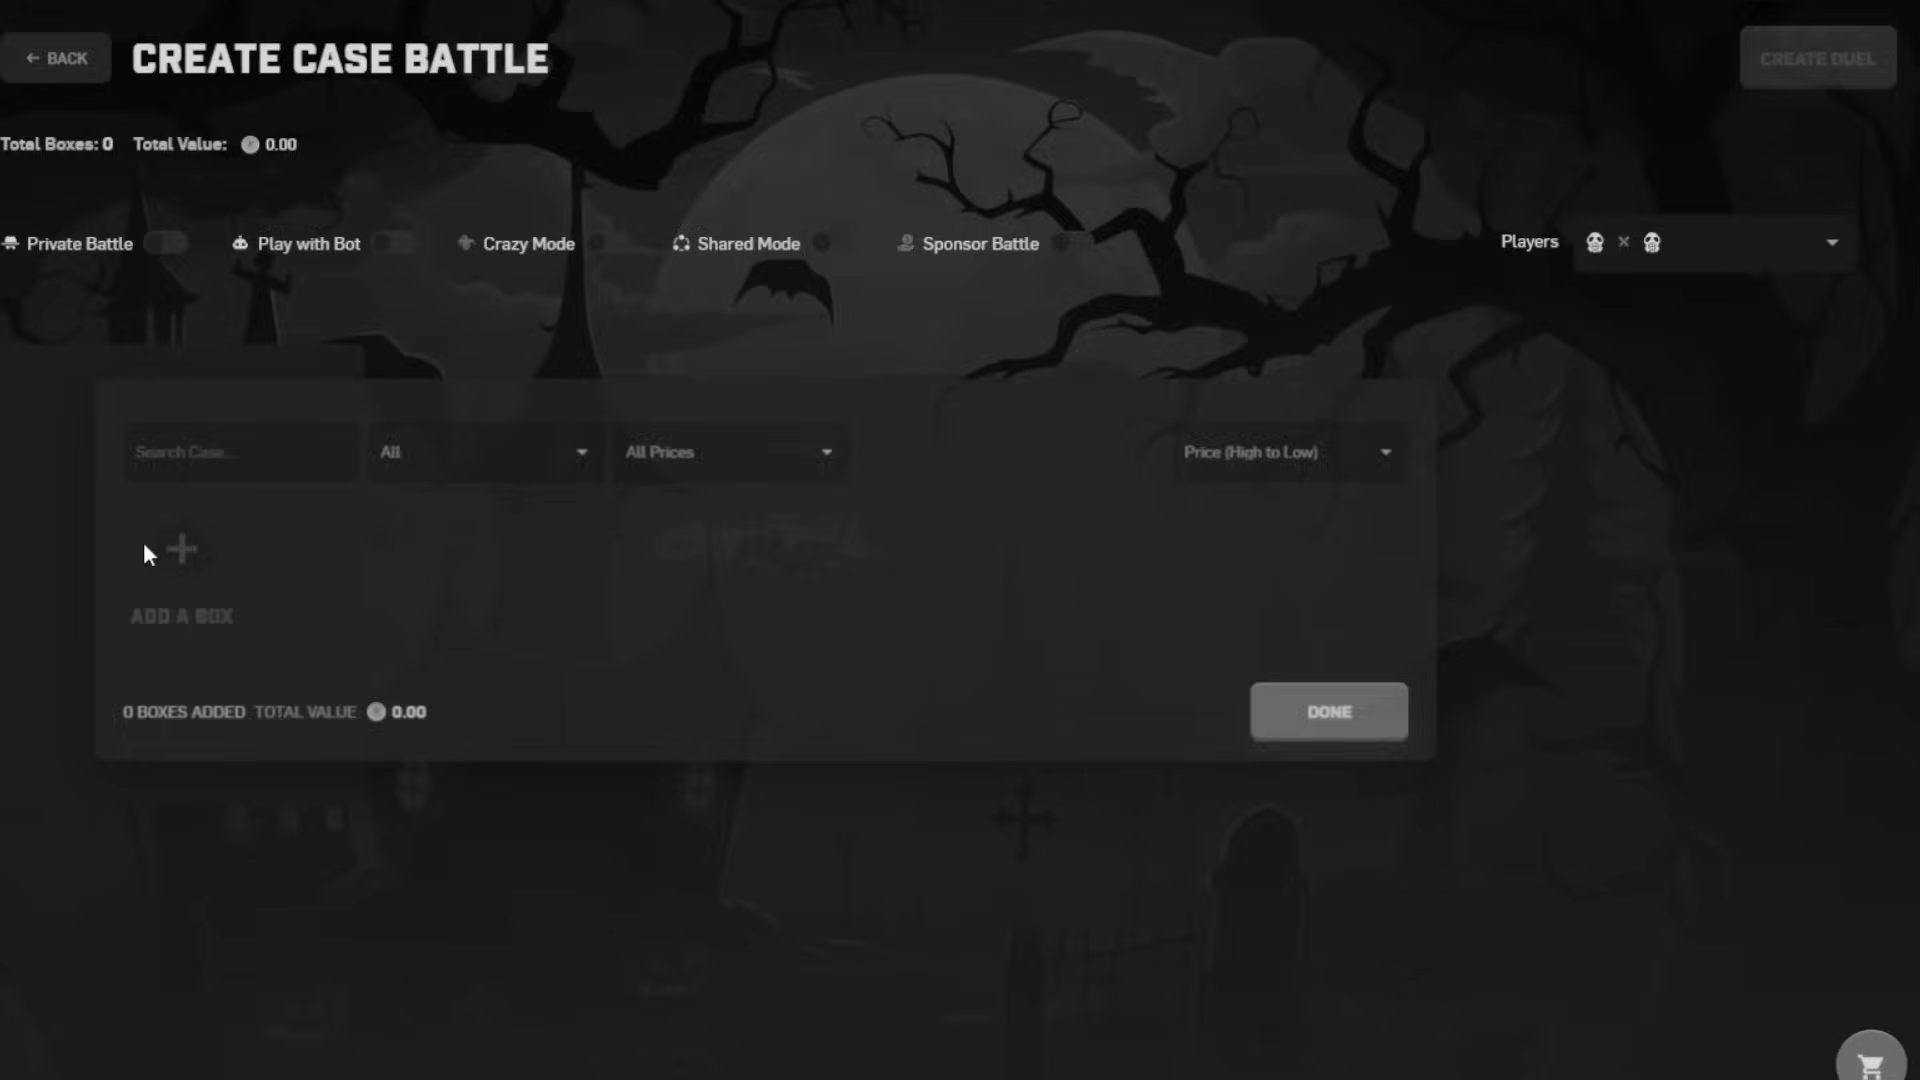 ← BACK
CREATE CASE BATTLE
CREATE DUEL
Total Boxes: 0 Total Value: 0.00
Private Battle Play with Bot Crazy Mode Shared Mode Sponsor Battle Players ×
Search Case... All All Prices Price (High to Low)
ADD A BOX
0 BOXES ADDED TOTAL VALUE 0.00
DONE